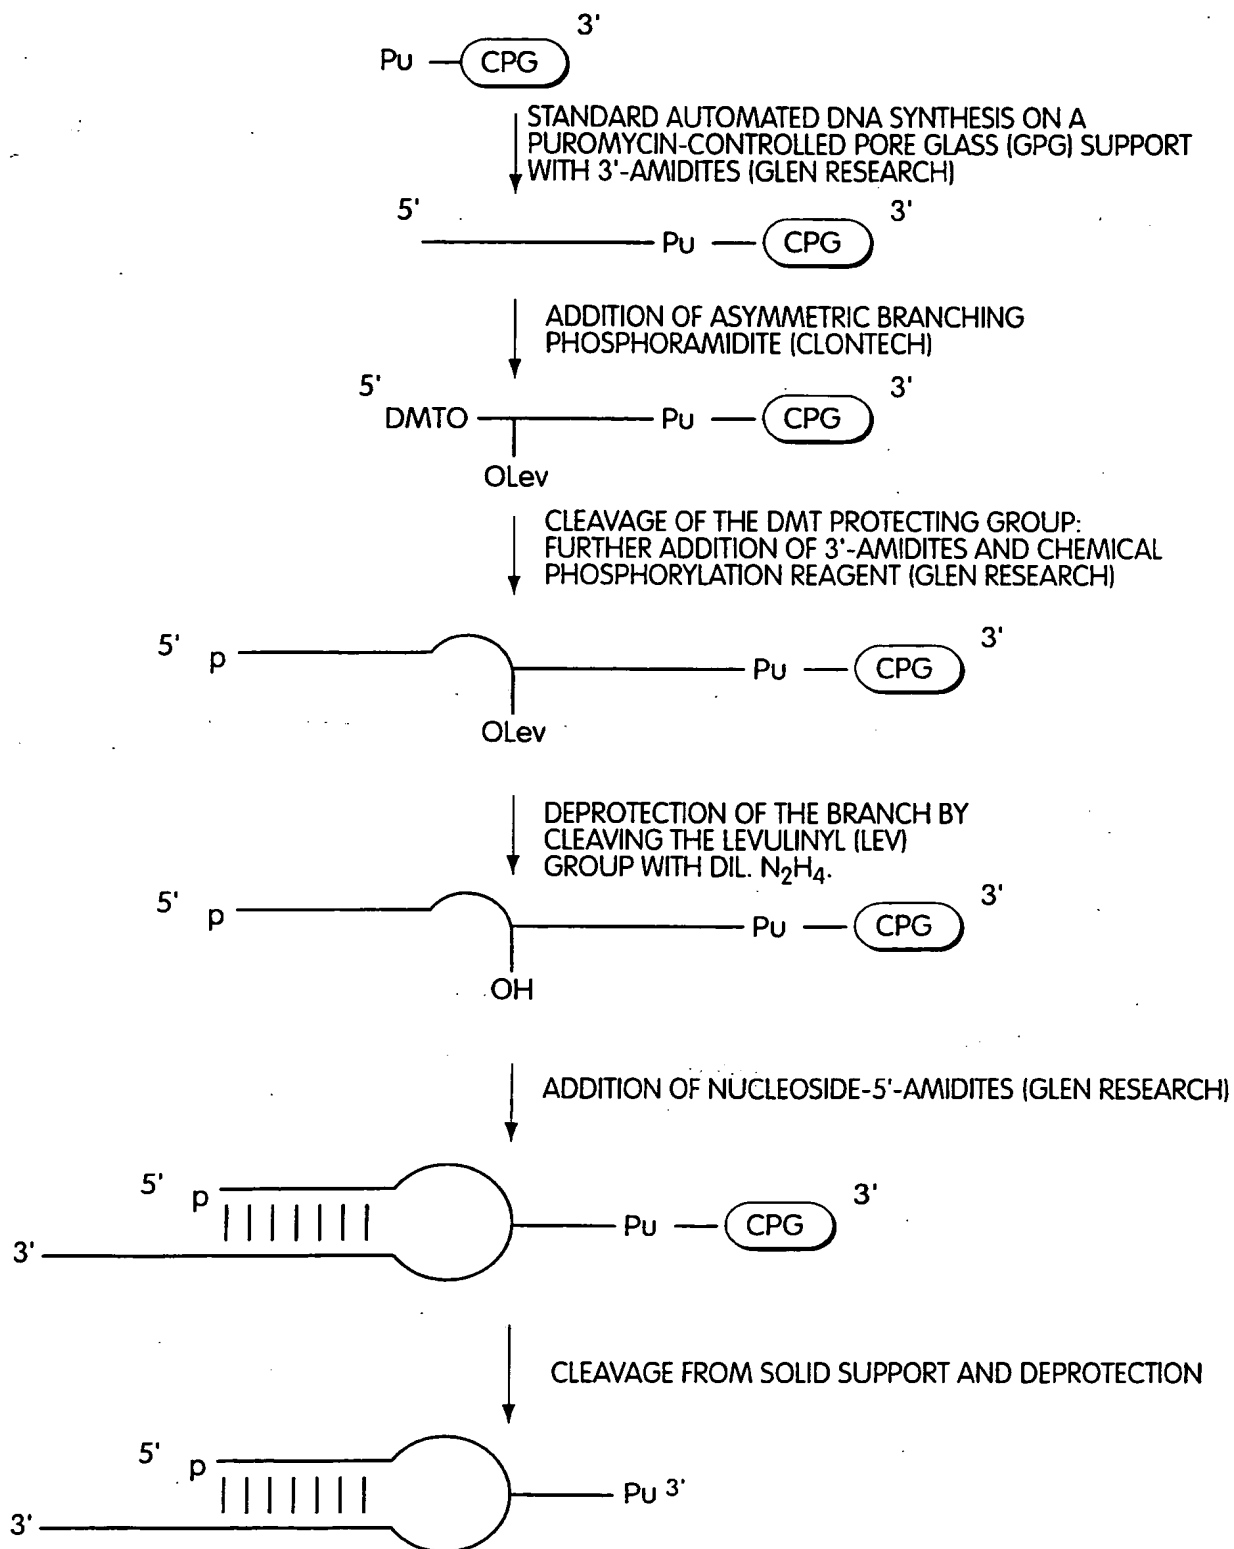 3'
Pu CPG
STANDARD AUTOMATED DNA SYNTHESIS ON A
PUROMYCIN-CONTROLLED PORE GLASS (GPG) SUPPORT
WITH 3'-AMIDITES (GLEN RESEARCH)
5' 3'
Pu CPG
ADDITION OF ASYMMETRIC BRANCHING
PHOSPHORAMIDITE (CLONTECH)
5' 3'
DMTO Pu CPG
OLev
CLEAVAGE OF THE DMT PROTECTING GROUP:
FURTHER ADDITION OF 3'-AMIDITES AND CHEMICAL
PHOSPHORYLATION REAGENT (GLEN RESEARCH)
5' 3'
p Pu CPG
OLev
DEPROTECTION OF THE BRANCH BY
CLEAVING THE LEVULINYL (LEV)
GROUP WITH DIL. N₂H₄.
5' 3'
p Pu CPG
OH
ADDITION OF NUCLEOSIDE-5'-AMIDITES (GLEN RESEARCH)
5' 3'
p
Pu CPG
3'
CLEAVAGE FROM SOLID SUPPORT AND DEPROTECTION
5'
p
Pu 3'
3'